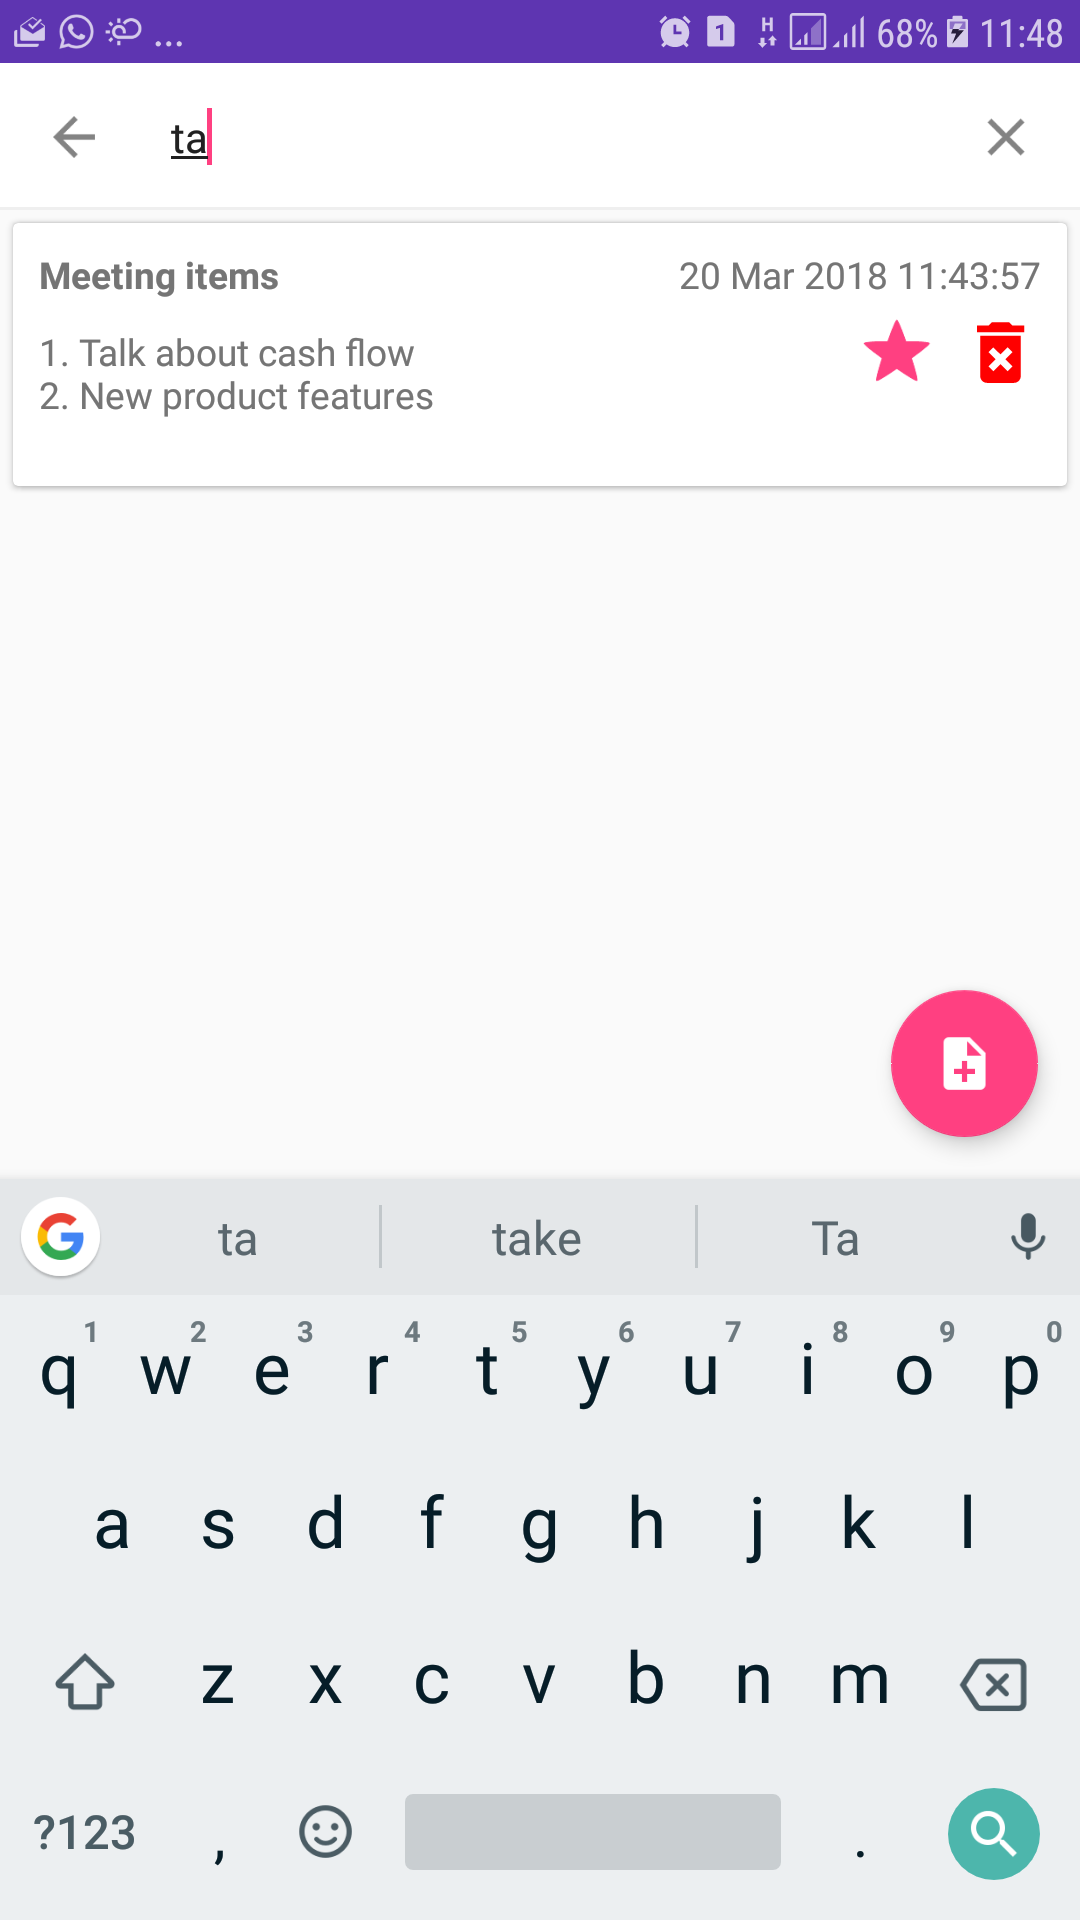 ... 1 H 68% 11:48
ta
Meeting items 20 Mar 2018 11:43:57
1. Talk about cash flow
2. New product features
G ta take Ta
1 2 3 4 5 6 7 8 9 0
q w e r t y u i o p
a s d f g h j k l
z x c v b n m
?123 , .